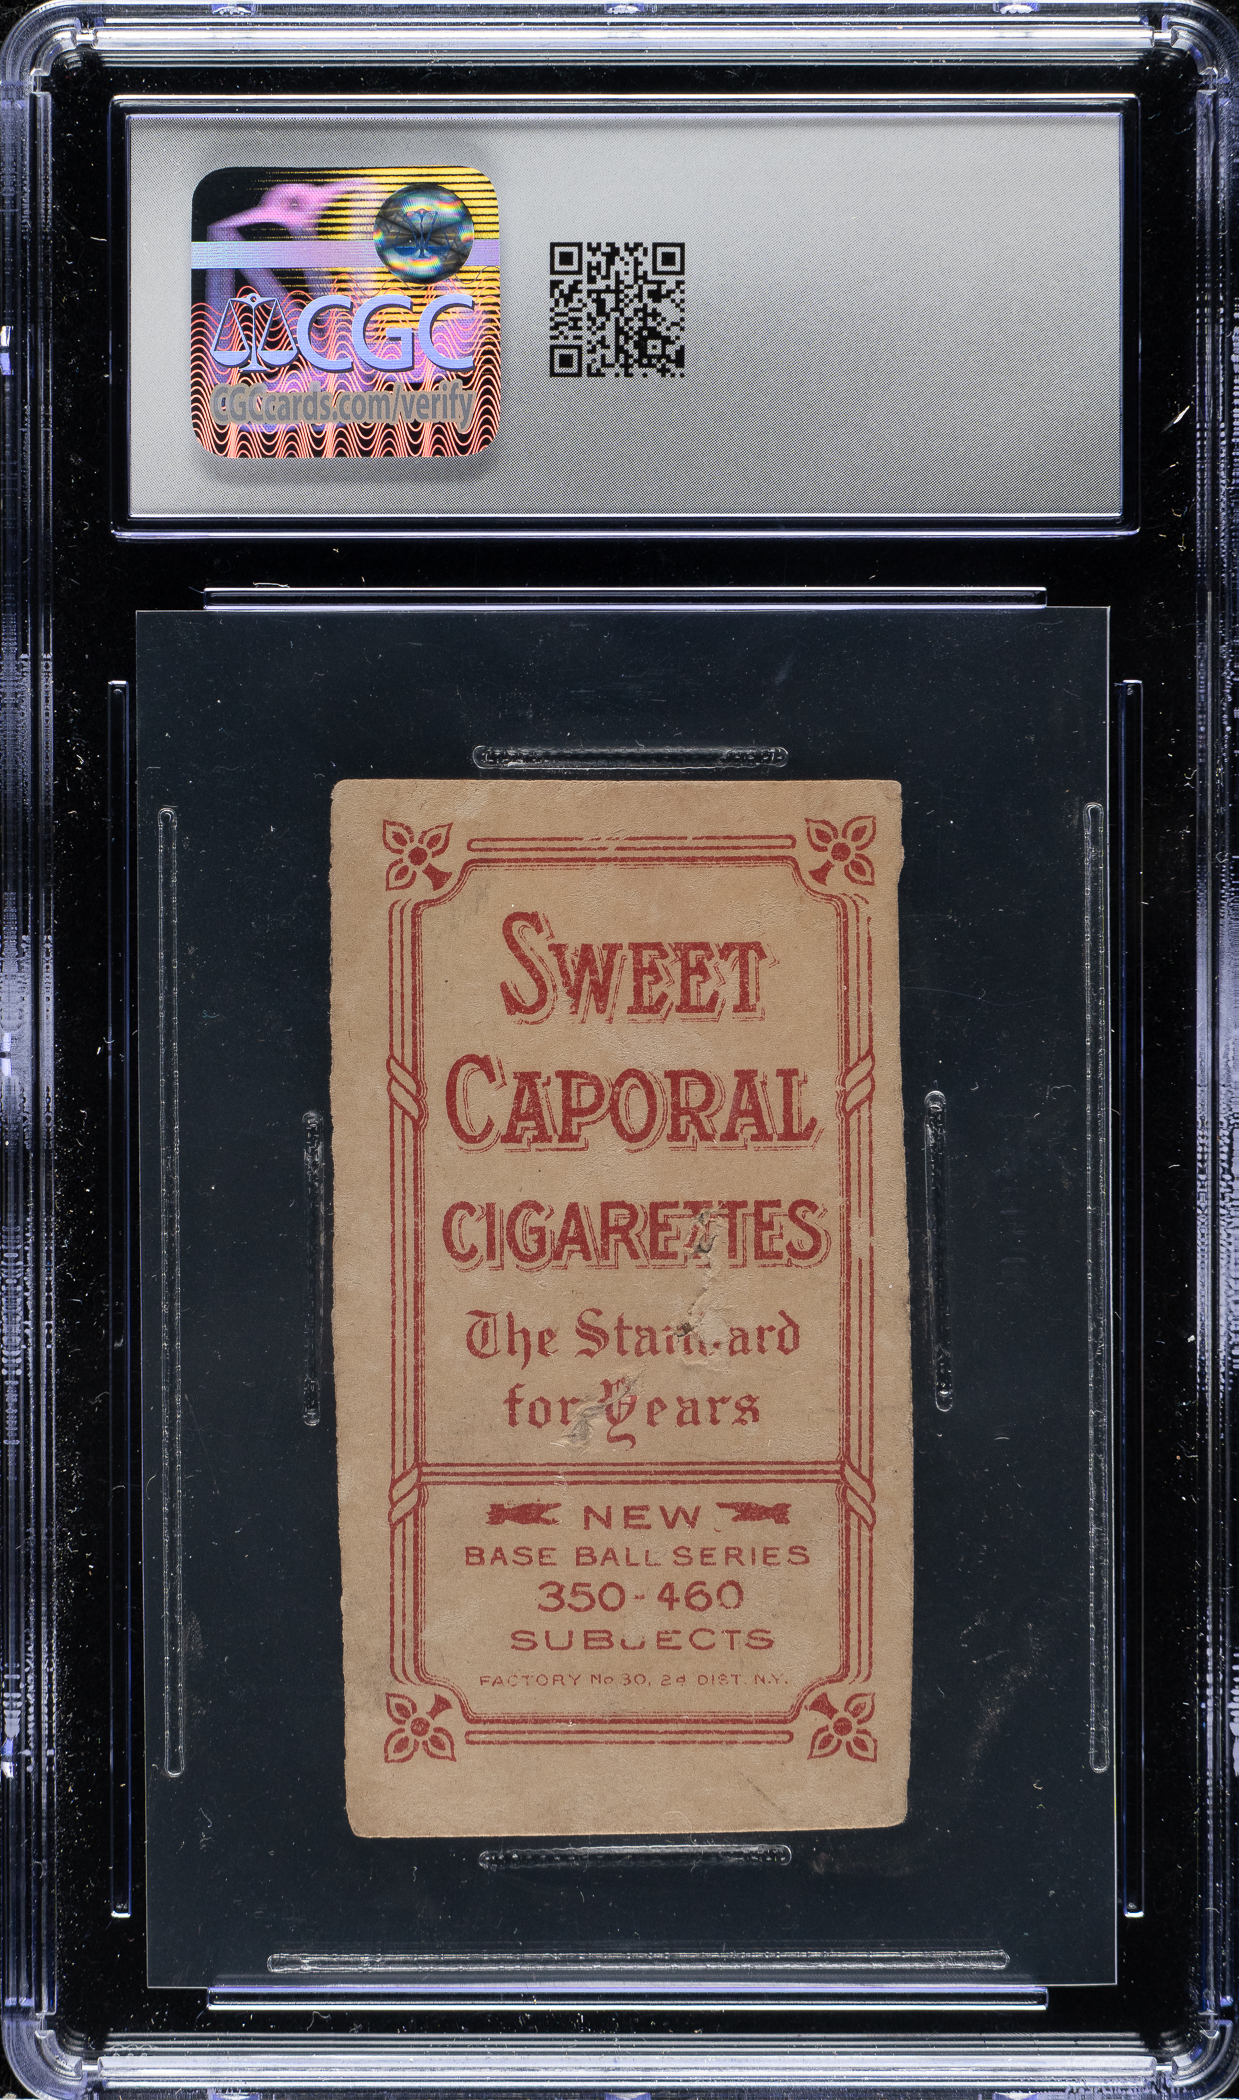 CGC
CGCcards.com/verify
SWEET
CAPORAL
CIGARETTES
The Standard
for Years
NEW
BASE BALL SERIES
350-460
SUBJECTS
FACTORY No 30, 2d DIST. N.Y.